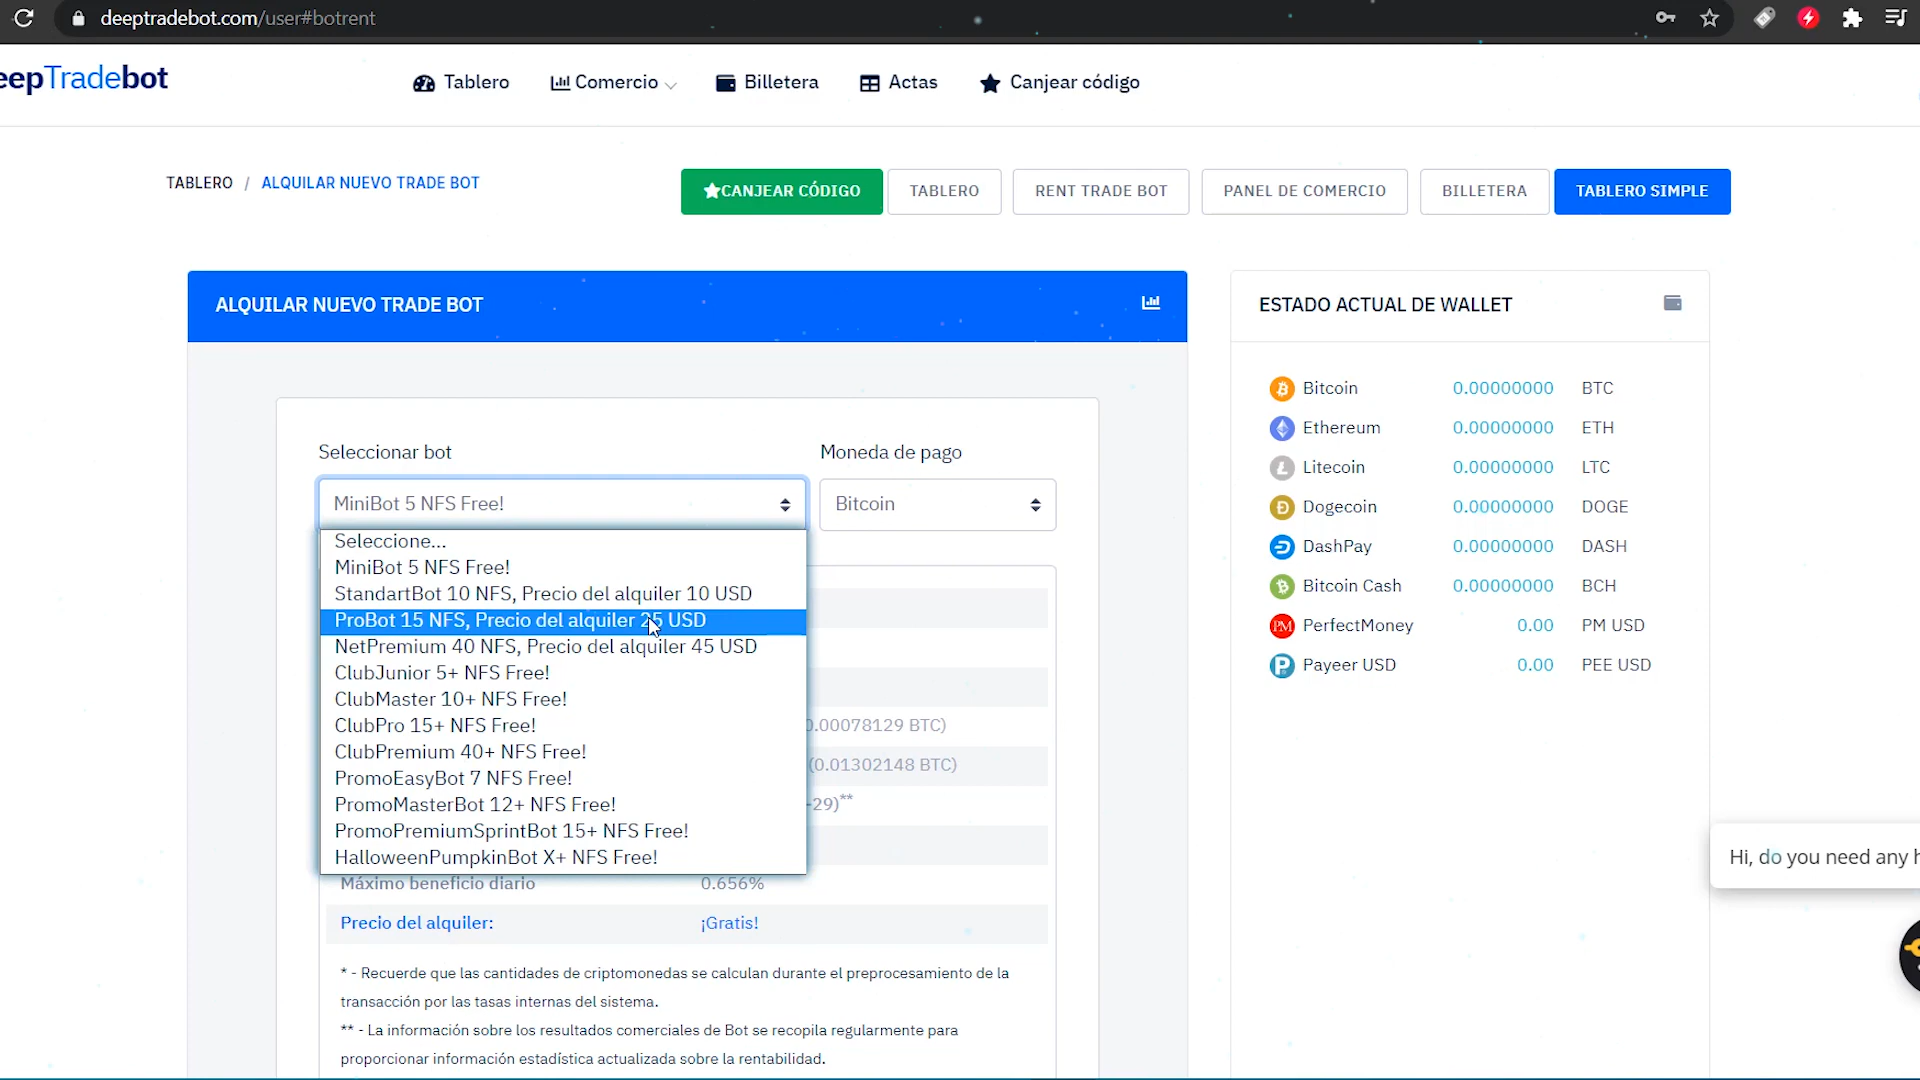 deeptradebot.com/user#botrent
eepTradebot
Tablero
Comercio
Billetera
Actas
Canjear código
TABLERO / ALQUILAR NUEVO TRADE BOT
CANJEAR CÓDIGO
TABLERO
RENT TRADE BOT
PANEL DE COMERCIO
BILLETERA
TABLERO SIMPLE
ALQUILAR NUEVO TRADE BOT
Seleccionar bot
Moneda de pago
MiniBot 5 NFS Free!
Bitcoin
Seleccione...
MiniBot 5 NFS Free!
StandartBot 10 NFS, Precio del alquiler 10 USD
ProBot 15 NFS, Precio del alquiler 25 USD
NetPremium 40 NFS, Precio del alquiler 45 USD
ClubJunior 5+ NFS Free!
ClubMaster 10+ NFS Free!
ClubPro 15+ NFS Free!
ClubPremium 40+ NFS Free!
PromoEasyBot 7 NFS Free!
PromoMasterBot 12+ NFS Free!
PromoPremiumSprintBot 15+ NFS Free!
HalloweenPumpkinBot X+ NFS Free!
0.00078129 BTC)
(0.01302148 BTC)
-29)**
Máximo beneficio diario 0.656%
Precio del alquiler: ¡Gratis!
* - Recuerde que las cantidades de criptomonedas se calculan durante el preprocesamiento de la
transacción por las tasas internas del sistema.
** - La información sobre los resultados comerciales de Bot se recopila regularmente para
proporcionar información estadística actualizada sobre la rentabilidad.
ESTADO ACTUAL DE WALLET
Bitcoin 0.00000000 BTC
Ethereum 0.00000000 ETH
Litecoin 0.00000000 LTC
Dogecoin 0.00000000 DOGE
DashPay 0.00000000 DASH
Bitcoin Cash 0.00000000 BCH
PM PerfectMoney 0.00 PM USD
Payeer USD 0.00 PEE USD
Hi, do you need any h